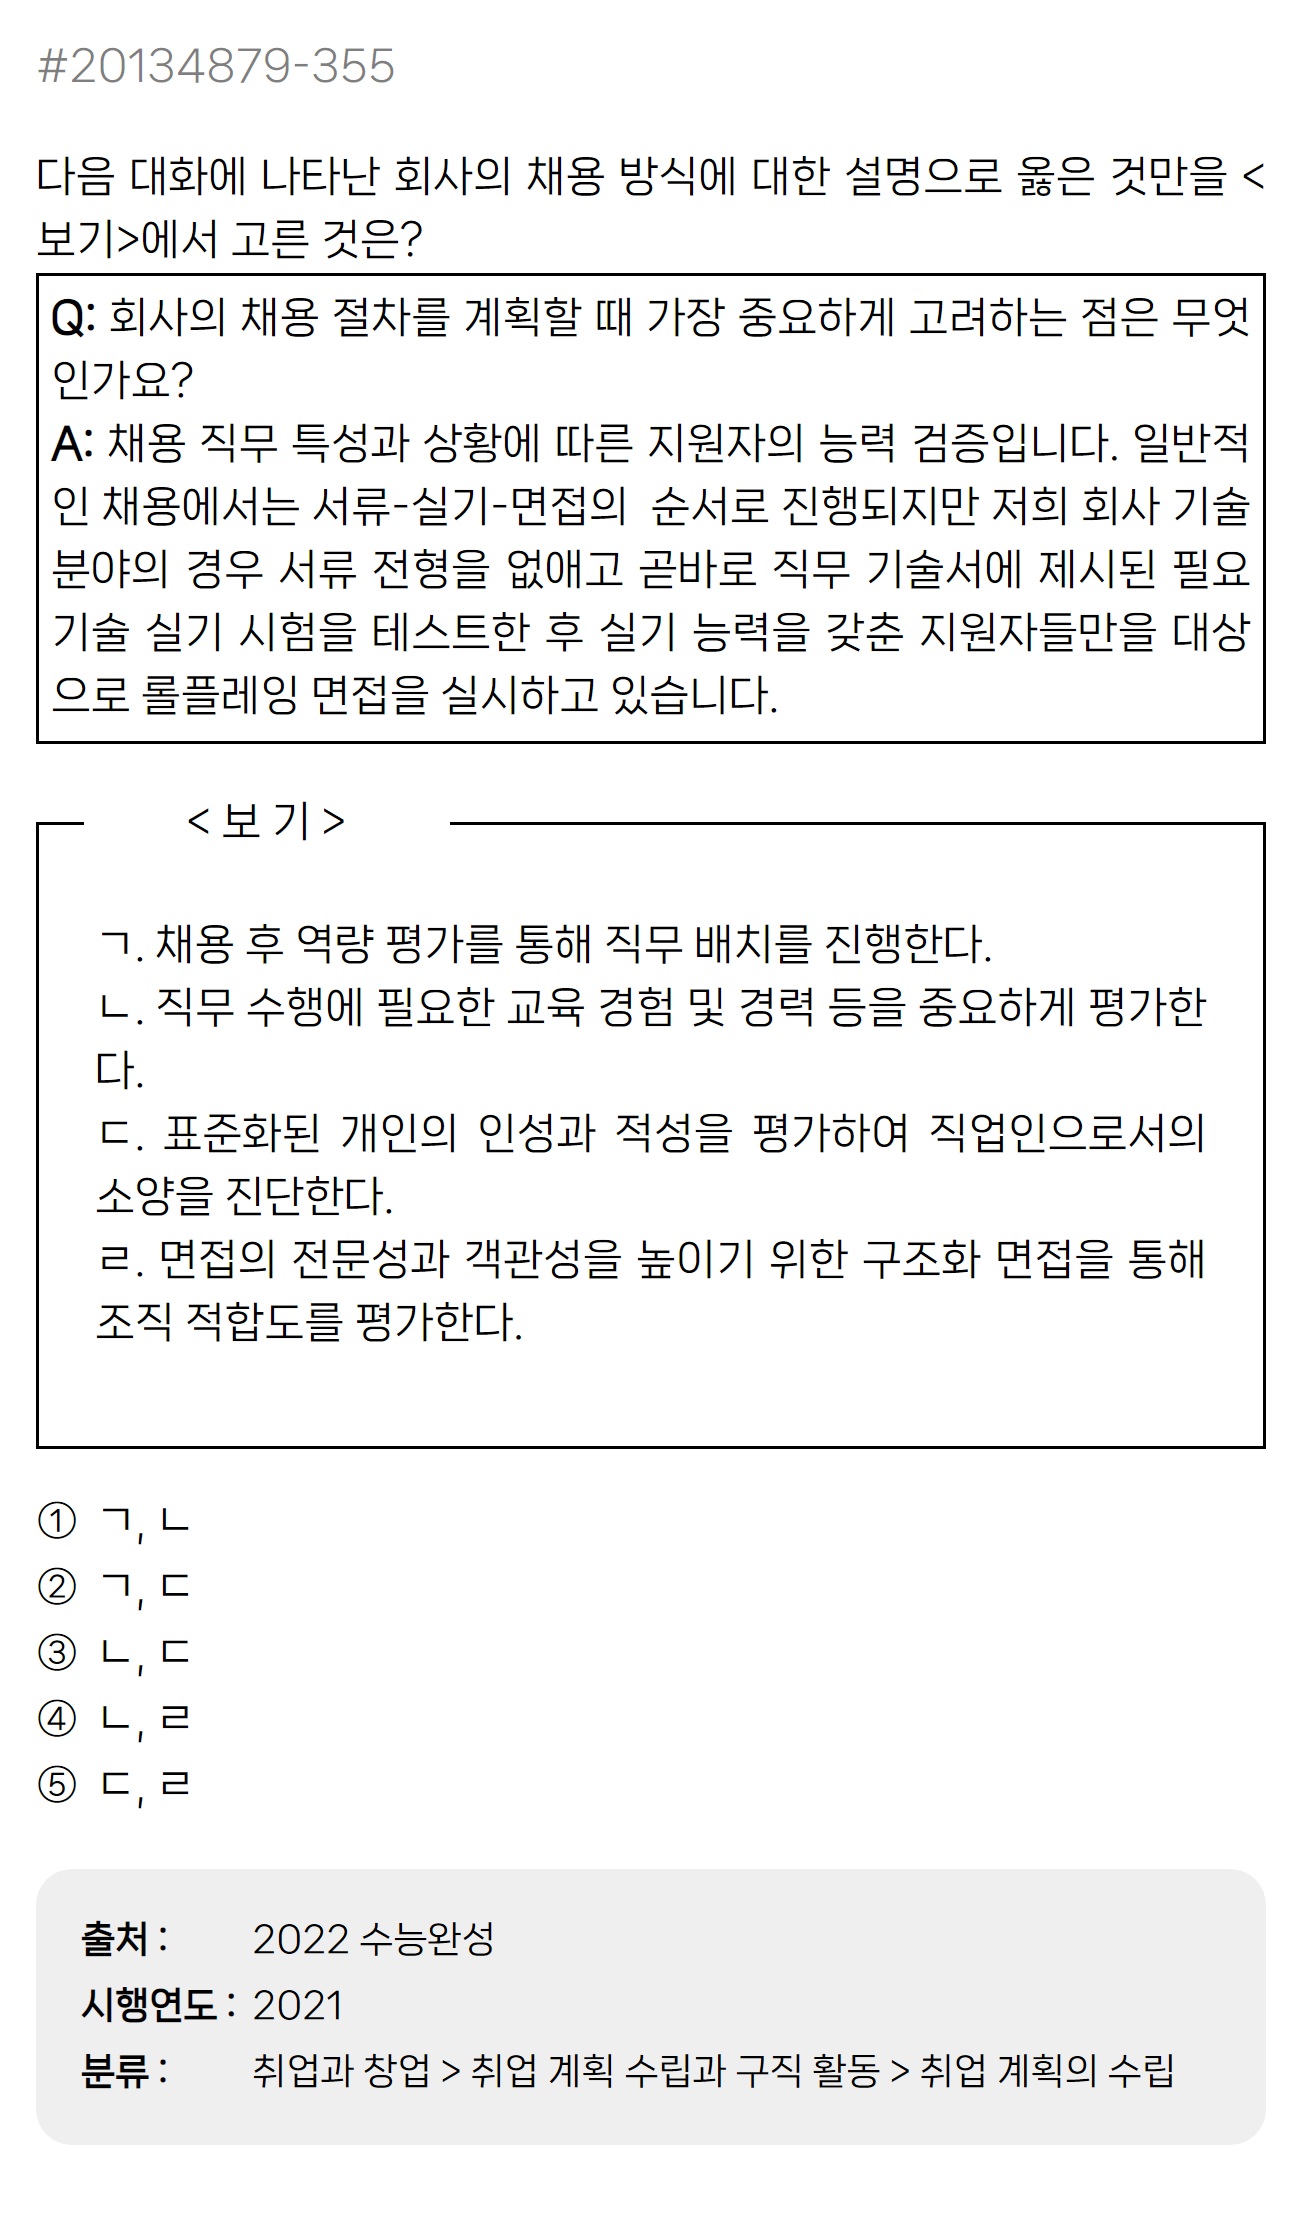 #20134879-355
다음 대화에 나타난 회사의 채용 방식에 대한 설명으로 옳은 것만을 <
보기>에서 고른 것은?
Q: 회사의 채용 절차를 계획할 때 가장 중요하게 고려하는 점은 무엇
인가요?
A: 채용 직무 특성과 상황에 따른 지원자의 능력 검증입니다. 일반적
인 채용에서는 서류-실기-면접의 순서로 진행되지만 저희 회사 기술
분야의 경우 서류 전형을 없애고 곧바로 직무 기술서에 제시된 필요
기술 실기 시험을 테스트한 후 실기 능력을 갖춘 지원자들만을 대상
으로 롤플레잉 면접을 실시하고 있습니다.
< 보 기 >
ㄱ. 채용 후 역량 평가를 통해 직무 배치를 진행한다.
ㄴ. 직무 수행에 필요한 교육 경험 및 경력 등을 중요하게 평가한
다.
ㄷ. 표준화된 개인의 인성과 적성을 평가하여 직업인으로서의
소양을 진단한다.
ㄹ. 면접의 전문성과 객관성을 높이기 위한 구조화 면접을 통해
조직 적합도를 평가한다.
① ㄱ, ㄴ
② ㄱ, ㄷ
③ ㄴ, ㄷ
④ ㄴ, ㄹ
⑤ ㄷ, ㄹ
출처 : 2022 수능완성
시행연도 : 2021
분류 : 취업과 창업 > 취업 계획 수립과 구직 활동 > 취업 계획의 수립